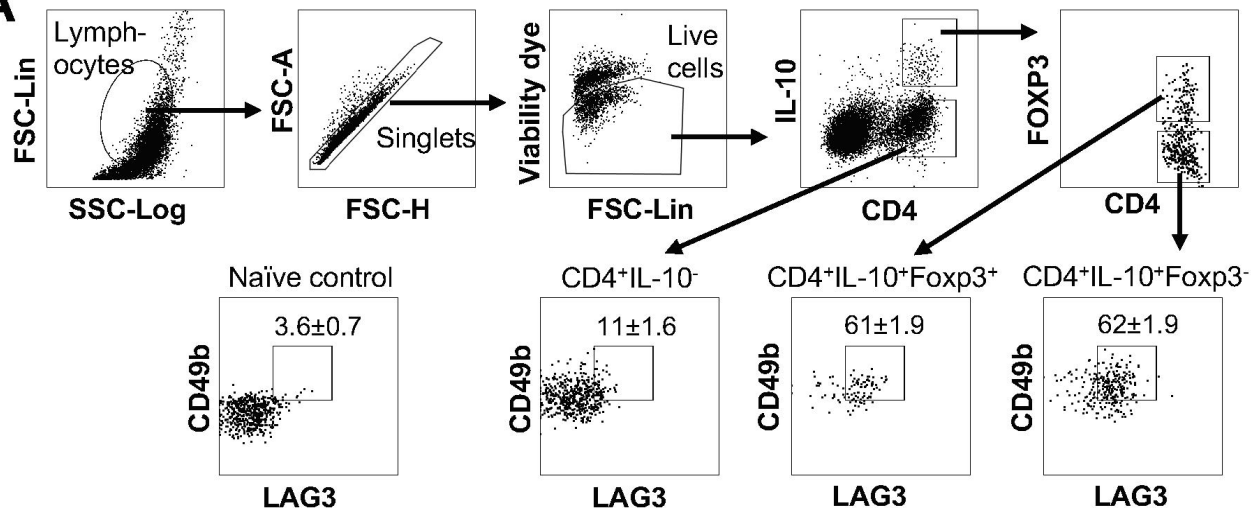 A
FSC-Lin
Lymph-
ocytes
SSC-Log
FSC-A
Singlets
FSC-H
Viability dye
Live
cells
FSC-Lin
IL-10
CD4
FOXP3
CD4
Naïve control
3.6±0.7
CD49b
LAG3
CD4⁺IL-10⁻
11±1.6
CD49b
LAG3
CD4⁺IL-10⁺Foxp3⁺
61±1.9
CD49b
LAG3
CD4⁺IL-10⁺Foxp3⁻
62±1.9
CD49b
LAG3